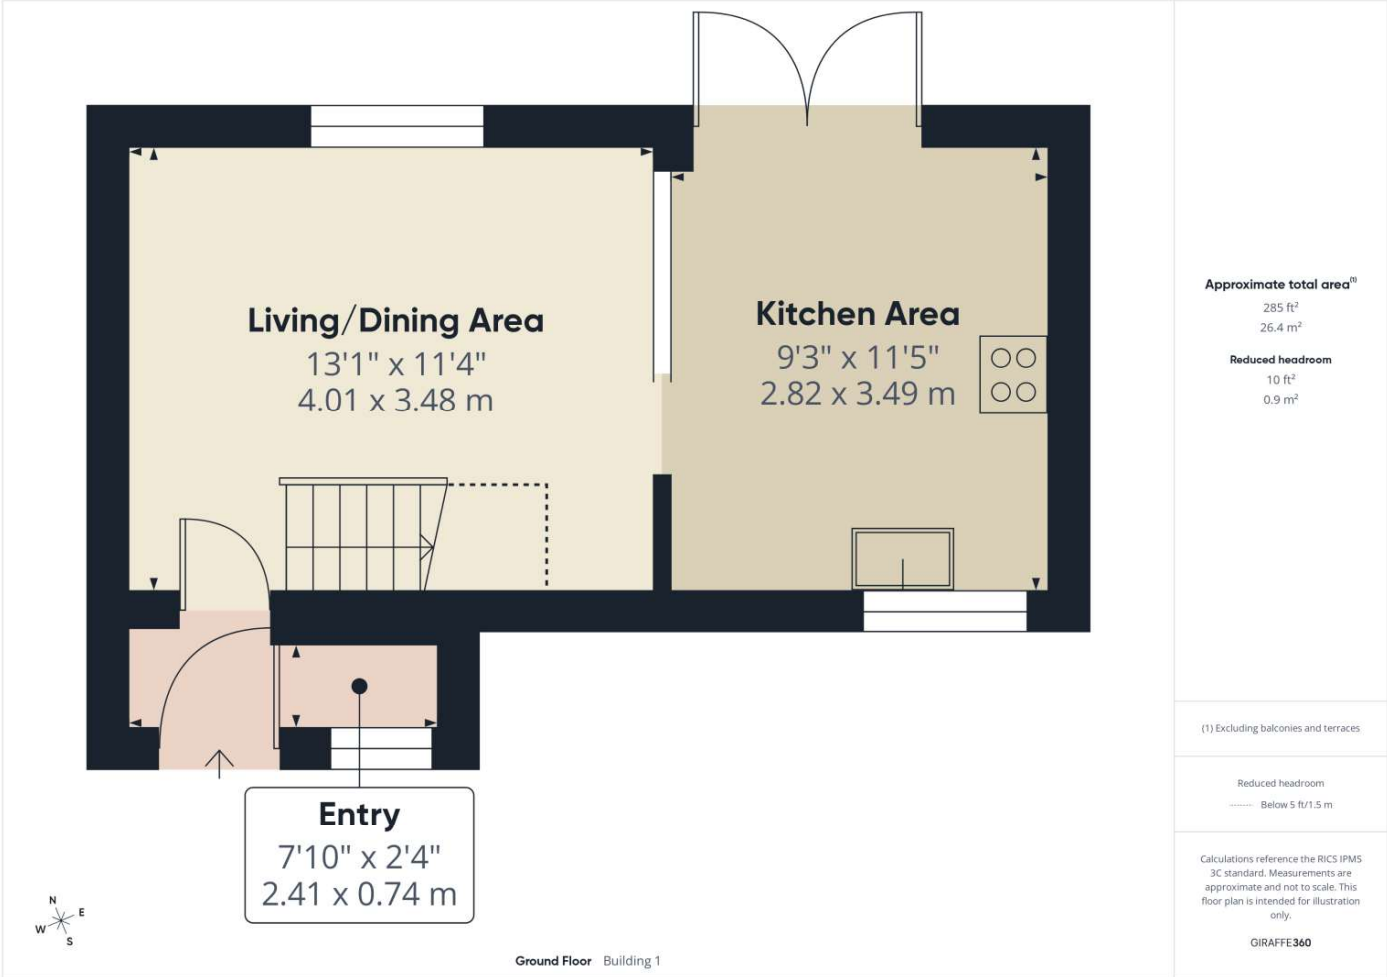 Living/Dining Area
13'1" x 11'4"
4.01 x 3.48 m
Kitchen Area
9'3" x 11'5"
2.82 x 3.49 m
Entry
7'10" x 2'4"
2.41 x 0.74 m
N
E
W
S
Ground Floor Building 1
Approximate total area(1)
285 ft²
26.4 m²
Reduced headroom
10 ft²
0.9 m²
(1) Excluding balconies and terraces
Reduced headroom
Below 5 ft/1.5 m
Calculations reference the RICS IPMS
3C standard. Measurements are
approximate and not to scale. This
floor plan is intended for illustration
only.
GIRAFFE360